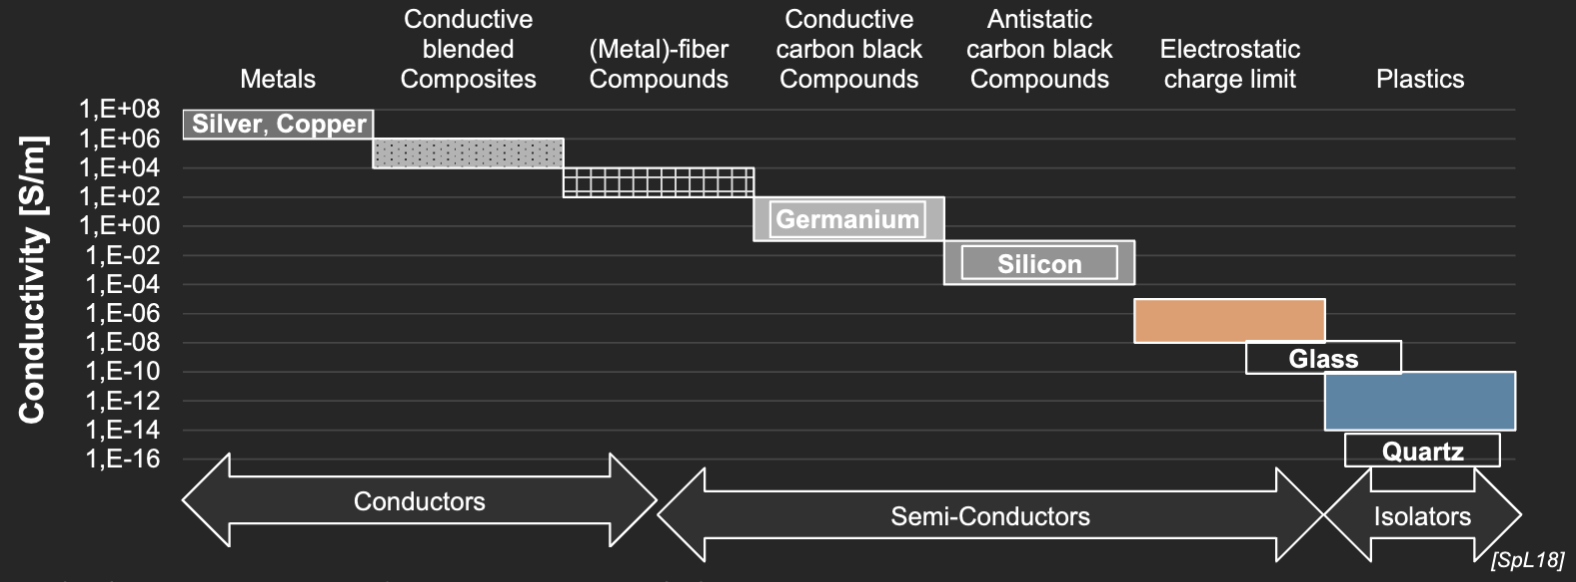 Metals
Conductive
blended
Composites
(Metal)-fiber
Compounds
Conductive
carbon black
Compounds
Antistatic
carbon black
Compounds
Electrostatic
charge limit
Plastics
Conductivity [S/m]
1,E+08
1,E+06
1,E+04
1,E+02
1,E+00
1,E-02
1,E-04
1,E-06
1,E-08
1,E-10
1,E-12
1,E-14
1,E-16
Silver, Copper
Germanium
Silicon
Glass
Quartz
Conductors
Semi-Conductors
Isolators
[SpL18]